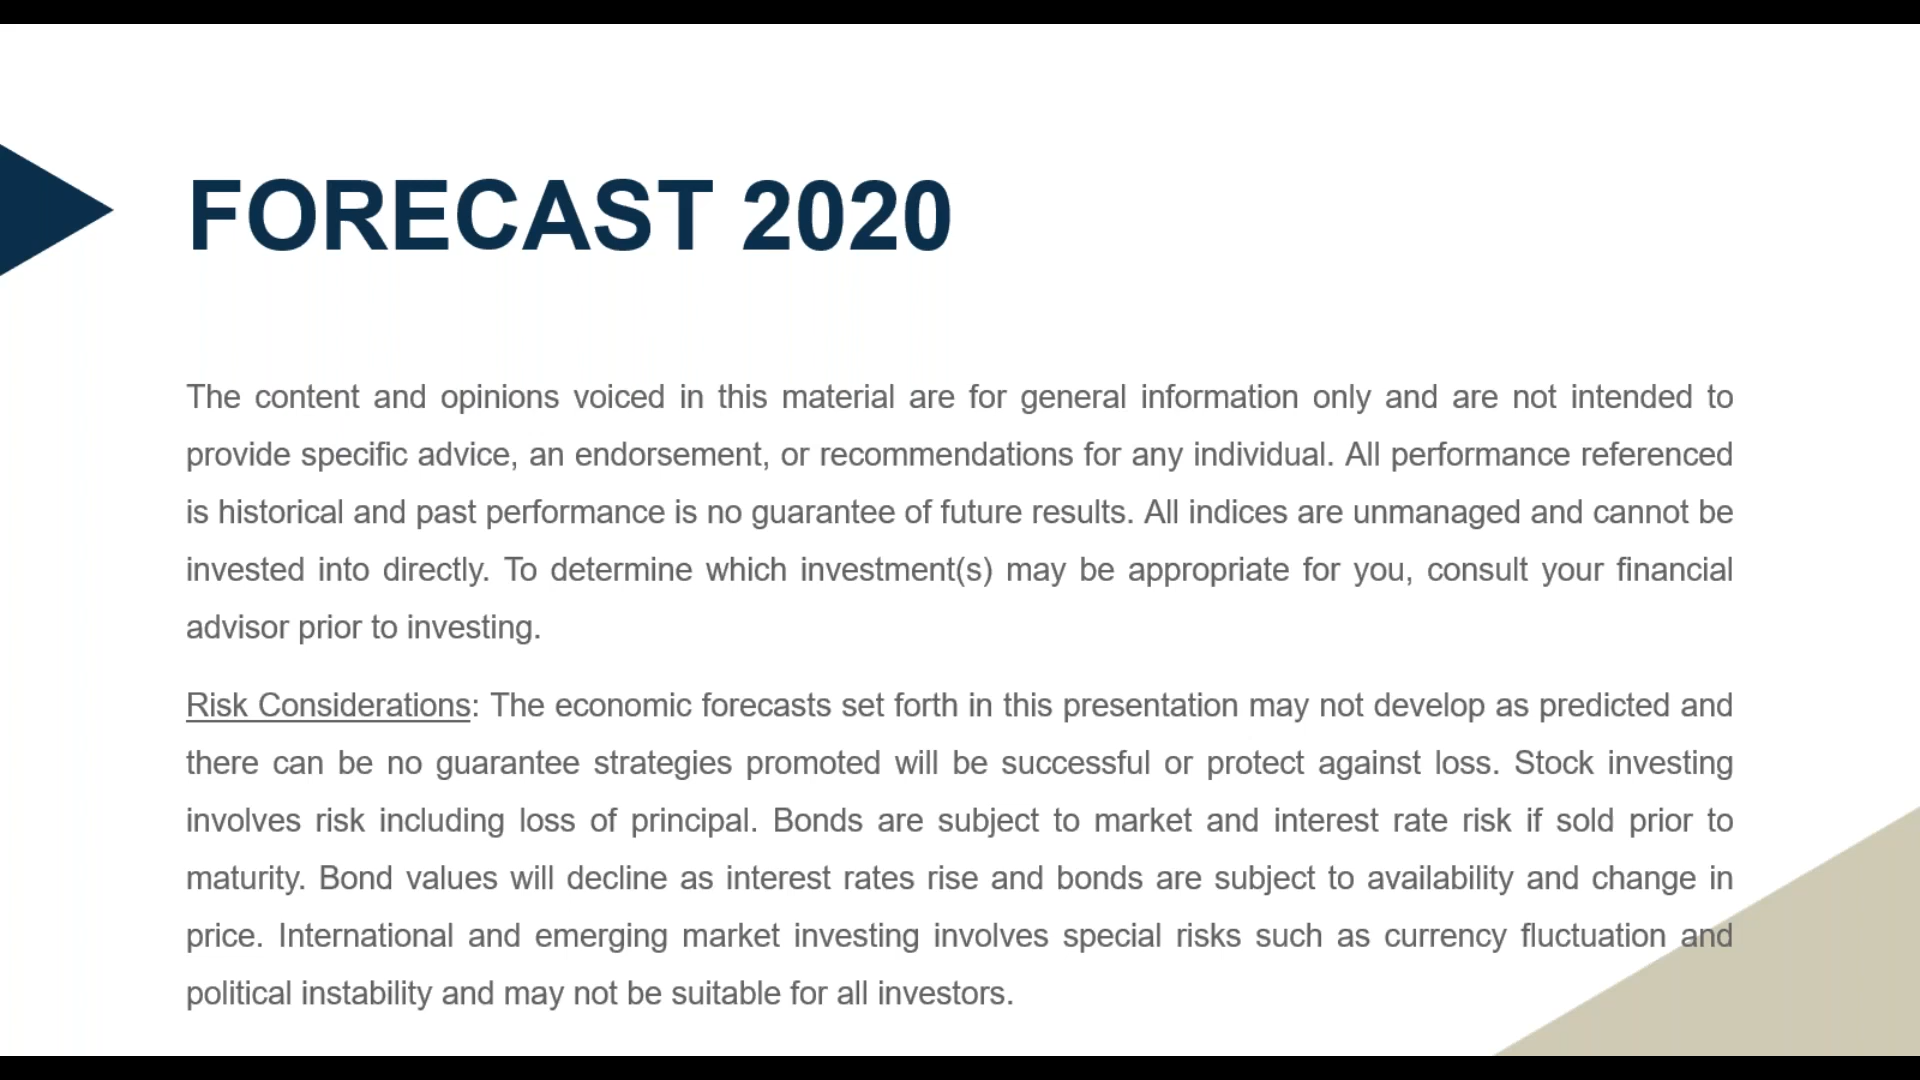 FORECAST 2020
The content and opinions voiced in this material are for general information only and are not intended to
provide specific advice, an endorsement, or recommendations for any individual. All performance referenced
is historical and past performance is no guarantee of future results. All indices are unmanaged and cannot be
invested into directly. To determine which investment(s) may be appropriate for you, consult your financial
advisor prior to investing.
Risk Considerations: The economic forecasts set forth in this presentation may not develop as predicted and
there can be no guarantee strategies promoted will be successful or protect against loss. Stock investing
involves risk including loss of principal. Bonds are subject to market and interest rate risk if sold prior to
maturity. Bond values will decline as interest rates rise and bonds are subject to availability and change in
price. International and emerging market investing involves special risks such as currency fluctuation and
political instability and may not be suitable for all investors.